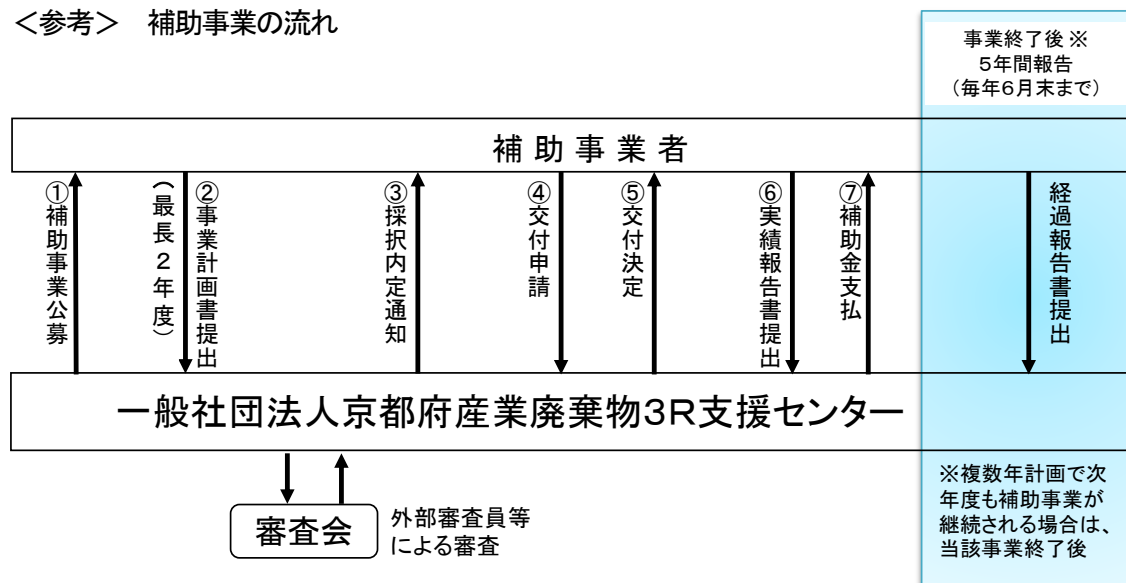 ＜参考＞　補助事業の流れ
事業終了後※
５年間報告
（毎年６月末まで）
補助事業者
①補助事業公募
②事業計画書提出
（最長２年度）
③採択内定通知
④交付申請
⑤交付決定
⑥実績報告書提出
⑦補助金支払
経過報告書提出
一般社団法人京都府産業廃棄物３Ｒ支援センター
審査会
外部審査員等
による審査
※複数年計画で次
年度も補助事業が
継続される場合は、
当該事業終了後